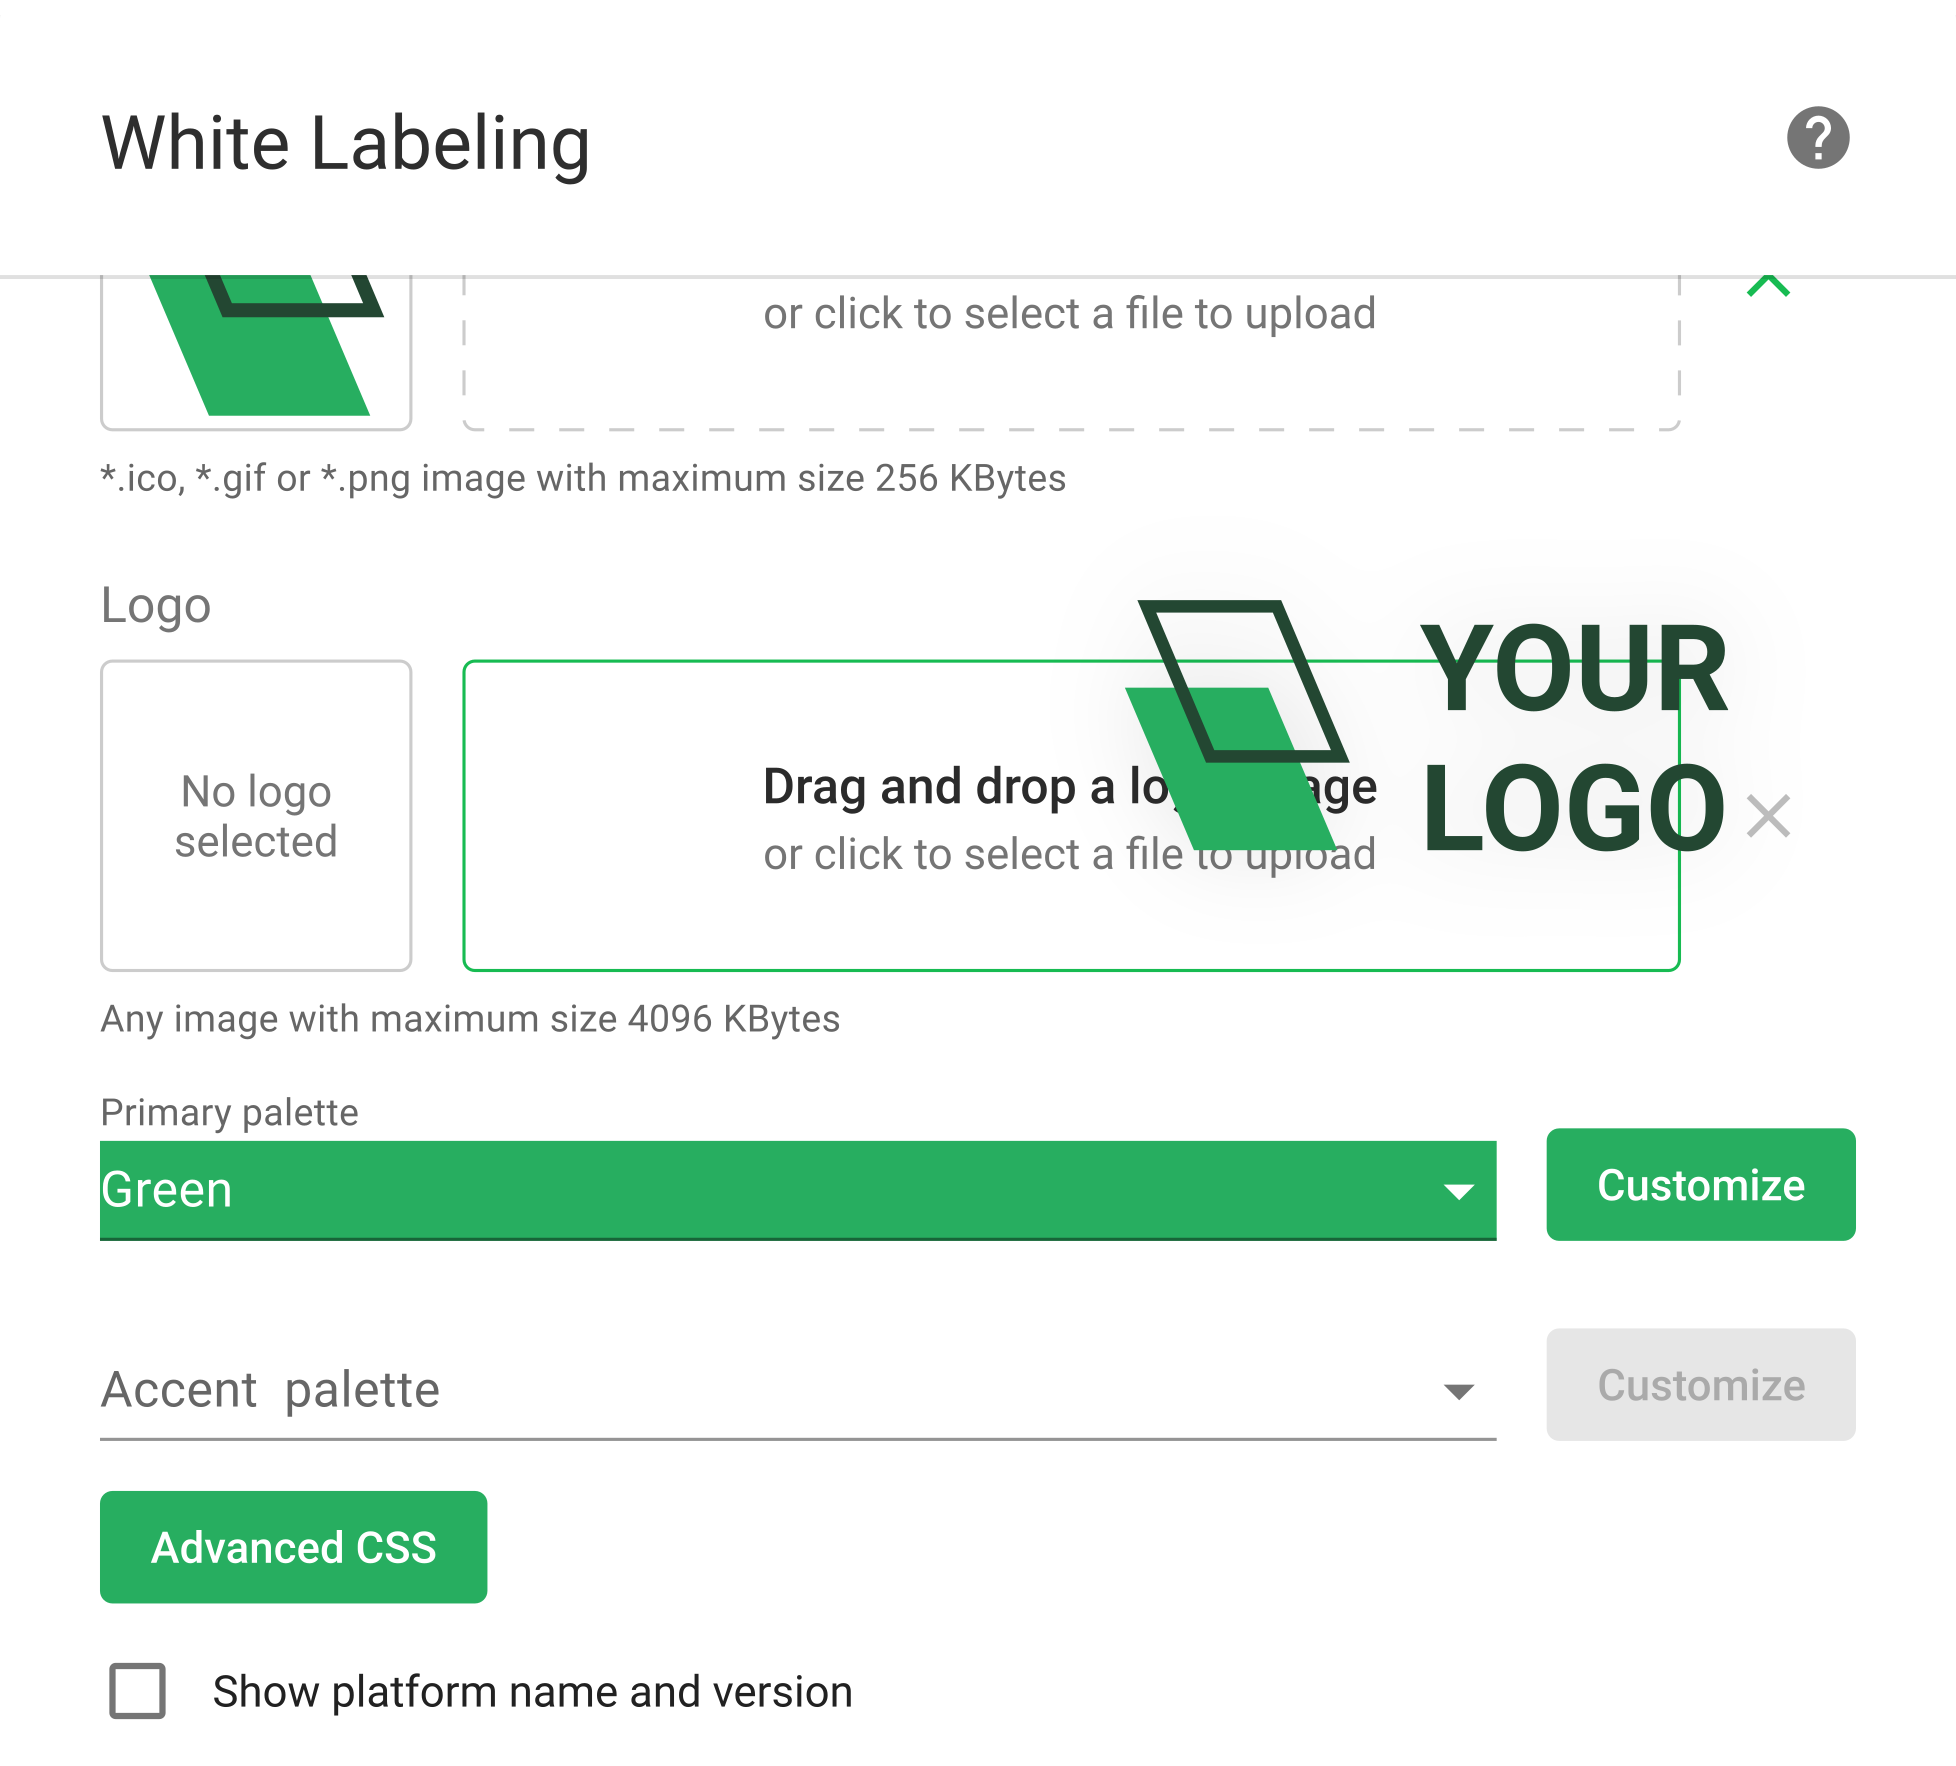 White Labeling
?
or click to select a file to upload
*.ico, *.gif or *.png image with maximum size 256 KBytes
Logo
YOUR
LOGO
No logo
selected
Drag and drop a lo age
or click to select a file to upload
Any image with maximum size 4096 KBytes
Primary palette
Green
Customize
Accent palette
Customize
Advanced CSS
Show platform name and version